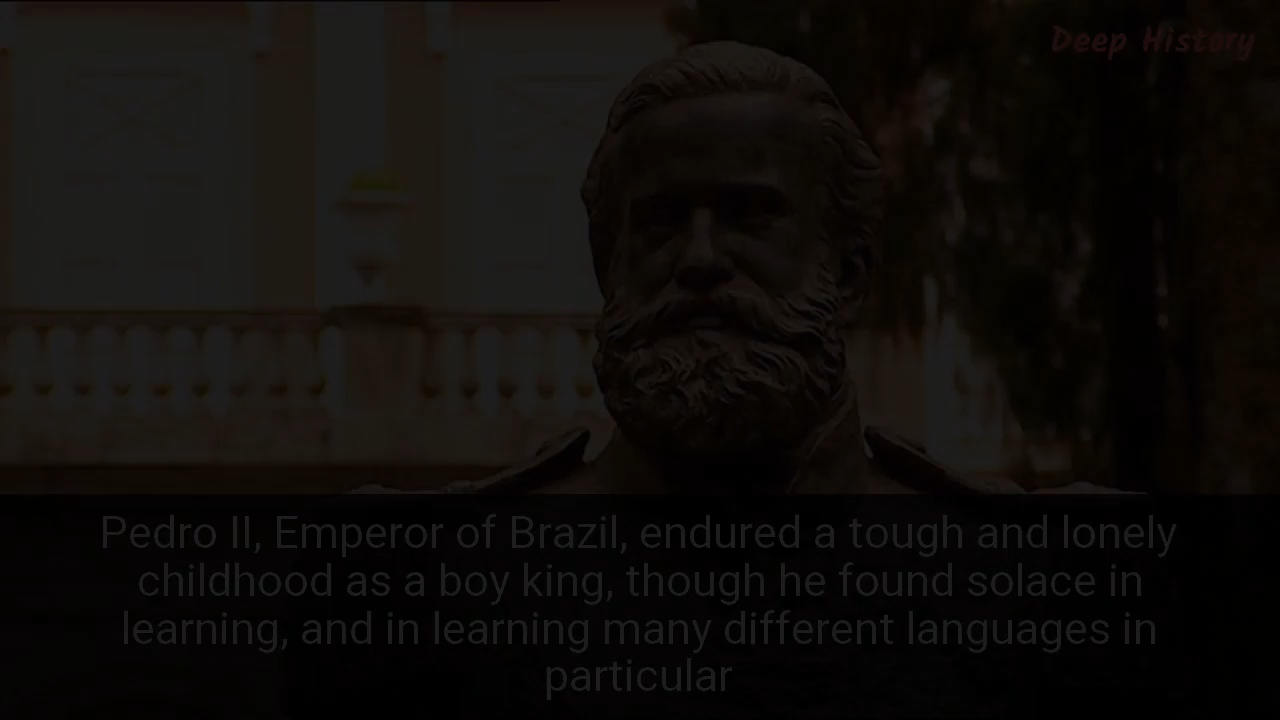 Deep History
Pedro II, Emperor of Brazil, endured a tough and lonely
childhood as a boy king, though he found solace in
learning, and in learning many different languages in
particular